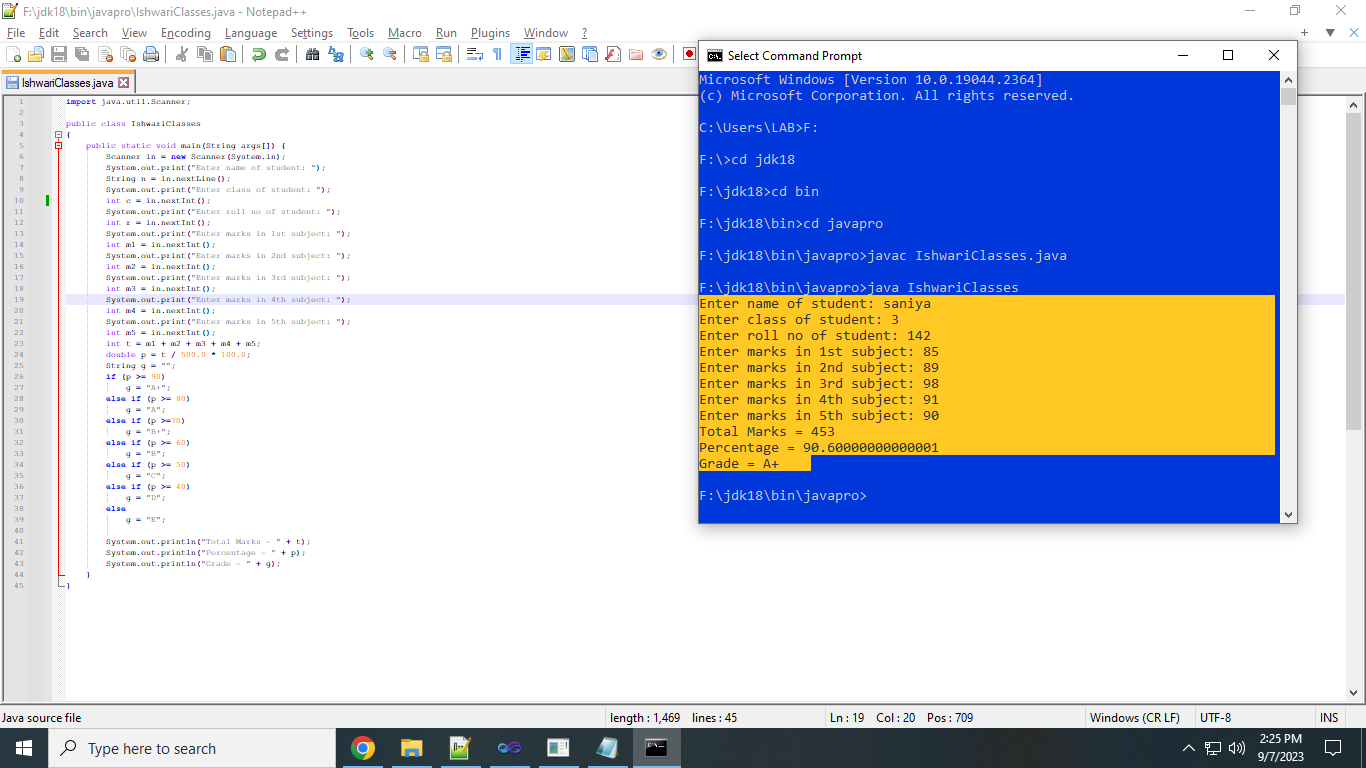 F:\jdk18\bin\javapro\IshwariClasses.java - Notepad++
File Edit Search View Encoding Language Settings Tools Macro Run Plugins Window ?
IshwariClasses.java
1 import java.util.Scanner;
2
3 public class IshwariClasses
4 {
5 public static void main(String args[]) {
6 Scanner in = new Scanner(System.in);
7 System.out.print("Enter name of student: ");
8 String n = in.nextLine();
9 System.out.print("Enter class of student: ");
10 int c = in.nextInt();
11 System.out.print("Enter roll no of student: ");
12 int r = in.nextInt();
13 System.out.print("Enter marks in 1st subject: ");
14 int m1 = in.nextInt();
15 System.out.print("Enter marks in 2nd subject: ");
16 int m2 = in.nextInt();
17 System.out.print("Enter marks in 3rd subject: ");
18 int m3 = in.nextInt();
19 System.out.print("Enter marks in 4th subject: ");
20 int m4 = in.nextInt();
21 System.out.print("Enter marks in 5th subject: ");
22 int m5 = in.nextInt();
23 int t = m1 + m2 + m3 + m4 + m5;
24 double p = t / 500.0 * 100.0;
25 String g = "";
26 if (p >= 90)
27 g = "A+";
28 else if (p >= 80)
29 g = "A";
30 else if (p >=70)
31 g = "B+";
32 else if (p >= 60)
33 g = "B";
34 else if (p >= 50)
35 g = "C";
36 else if (p >= 40)
37 g = "D";
38 else
39 g = "E";
40
41 System.out.println("Total Marks = " + t);
42 System.out.println("Percentage = " + p);
43 System.out.println("Grade = " + g);
44 }
45 }
Select Command Prompt
Microsoft Windows [Version 10.0.19044.2364]
(c) Microsoft Corporation. All rights reserved.
C:\Users\LAB>F:
F:\>cd jdk18
F:\jdk18>cd bin
F:\jdk18\bin>cd javapro
F:\jdk18\bin\javapro>javac IshwariClasses.java
F:\jdk18\bin\javapro>java IshwariClasses
Enter name of student: saniya
Enter class of student: 3
Enter roll no of student: 142
Enter marks in 1st subject: 85
Enter marks in 2nd subject: 89
Enter marks in 3rd subject: 98
Enter marks in 4th subject: 91
Enter marks in 5th subject: 90
Total Marks = 453
Percentage = 90.60000000000001
Grade = A+
F:\jdk18\bin\javapro>
Java source file length : 1,469 lines : 45 Ln : 19 Col : 20 Pos : 709 Windows (CR LF) UTF-8 INS
Type here to search
2:25 PM
9/7/2023